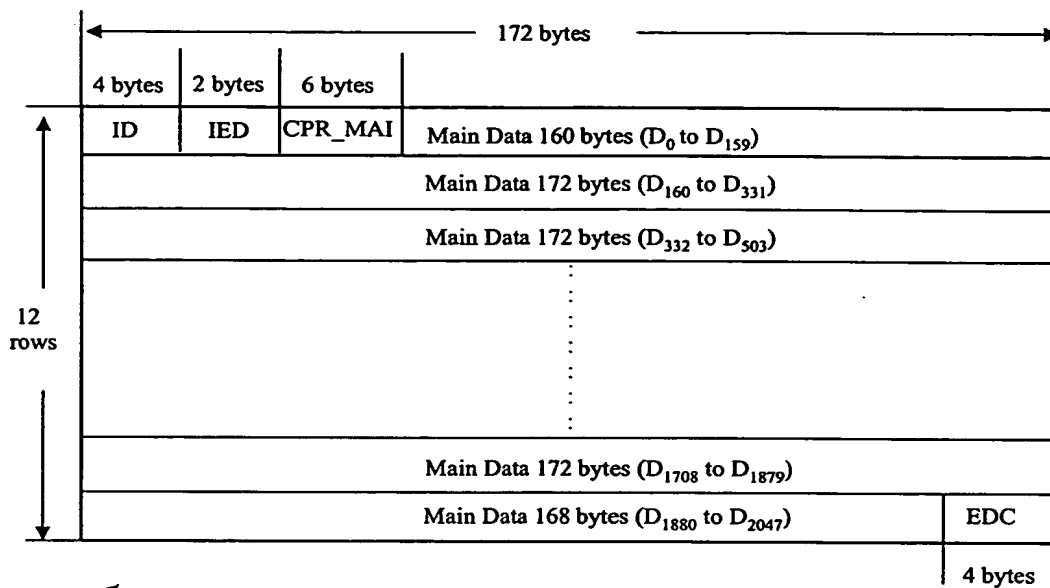 172 bytes
4 bytes 2 bytes 6 bytes
ID IED CPR_MAI Main Data 160 bytes (D0 to D159)
Main Data 172 bytes (D160 to D331)
Main Data 172 bytes (D332 to D503)
12
rows
Main Data 172 bytes (D1708 to D1879)
Main Data 168 bytes (D1880 to D2047) EDC
4 bytes